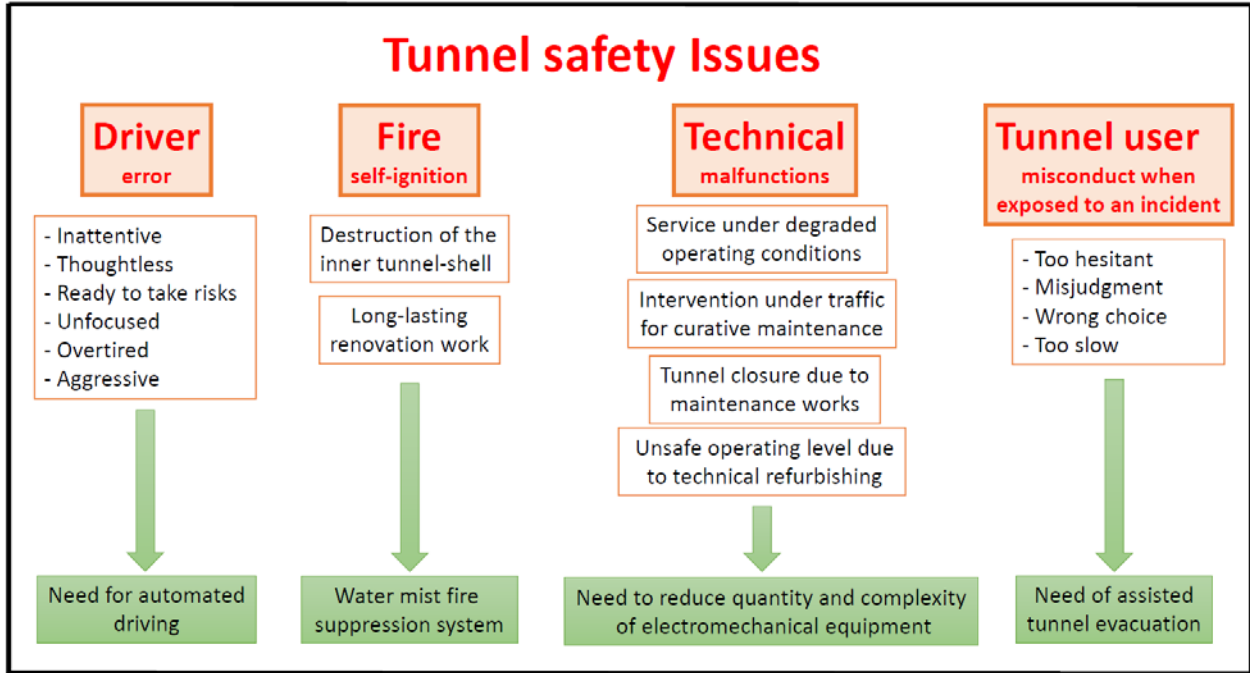 Tunnel safety Issues
Driver
error
- Inattentive
- Thoughtless
- Ready to take risks
- Unfocused
- Overtired
- Aggressive
Need for automated
driving
Fire
self-ignition
Destruction of the
inner tunnel-shell
Long-lasting
renovation work
Water mist fire
suppression system
Technical
malfunctions
Service under degraded
operating conditions
Intervention under traffic
for curative maintenance
Tunnel closure due to
maintenance works
Unsafe operating level due
to technical refurbishing
Need to reduce quantity and complexity
of electromechanical equipment
Tunnel user
misconduct when
exposed to an incident
- Too hesitant
- Misjudgment
- Wrong choice
- Too slow
Need of assisted
tunnel evacuation